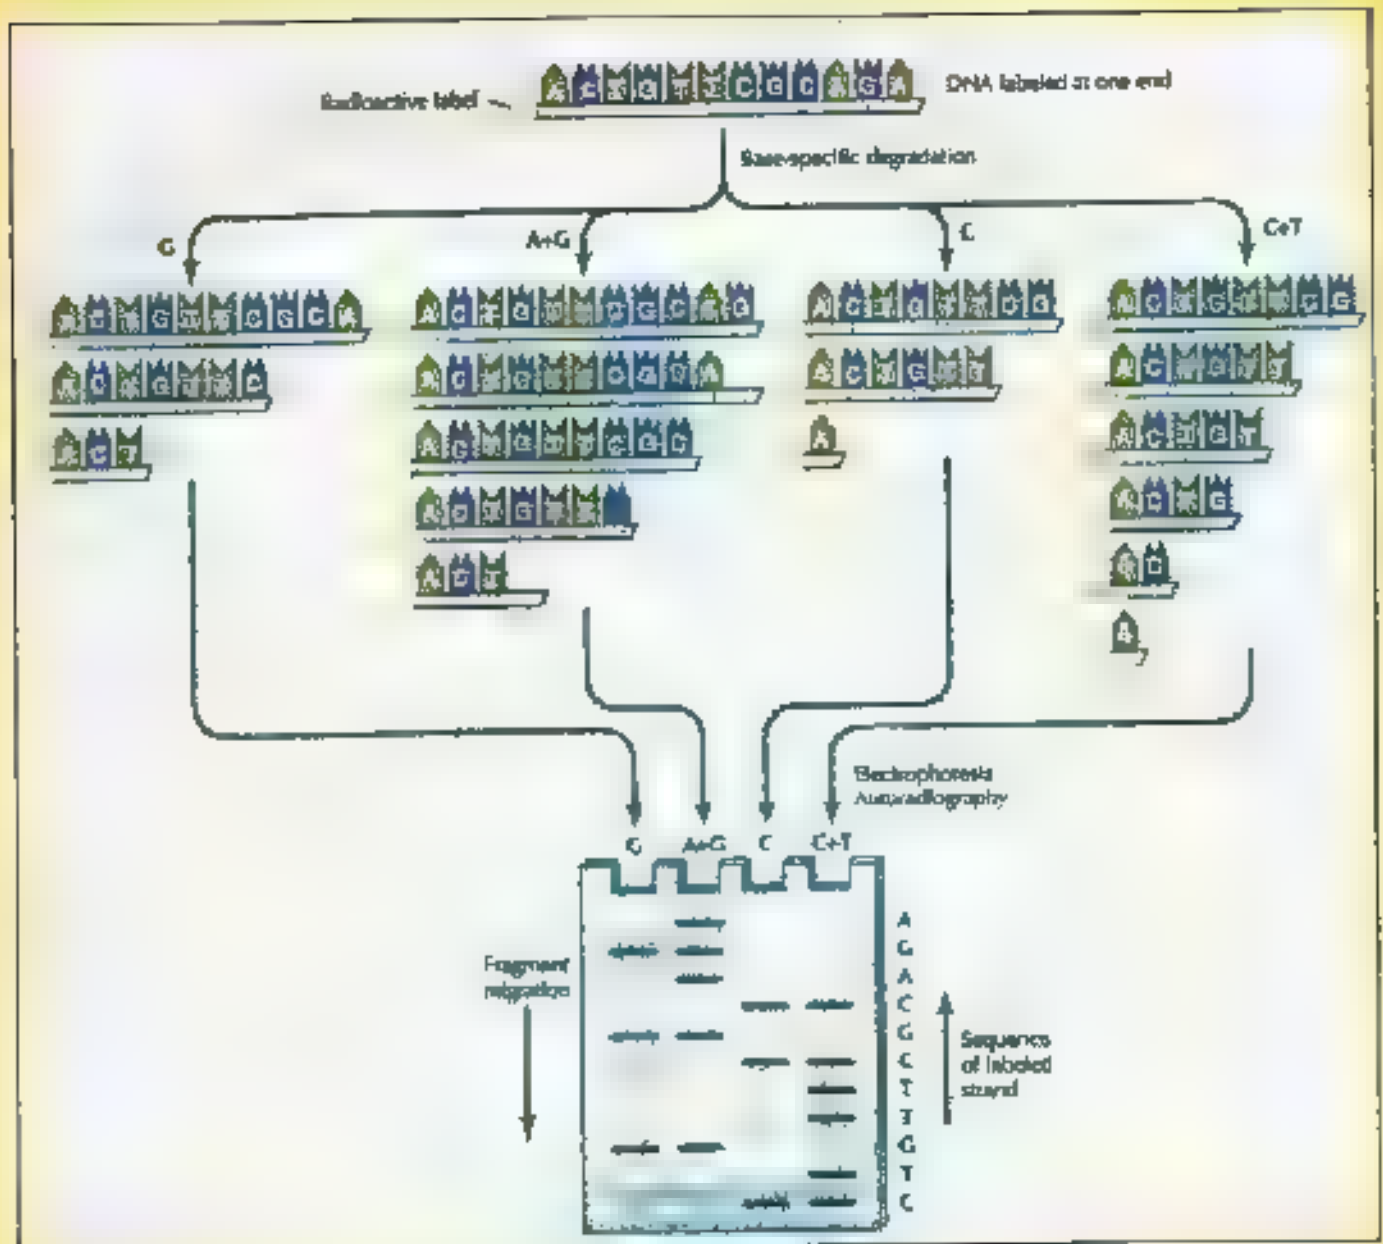 Radioactive label
A C T G T T C G C A G A
DNA labeled at one end
Base-specific degradation
G
A+G
C
C+T
A C T G T T C G C A
A C T G T T C
A C T
A C T G T T C G C A G
A C T G T T C G C A
A C T G T T C G C
A C T G T T
A C T
A C T G T T C G
A C T G T T
A
A C T G T T C G
A C T G T T
A C T G T
A C T G
A C
A
Electrophoresis
Autoradiography
G
A+G
C
C+T
A
G
A
C
G
C
T
T
G
T
C
Fragment
migration
Sequence
of labeled
strand